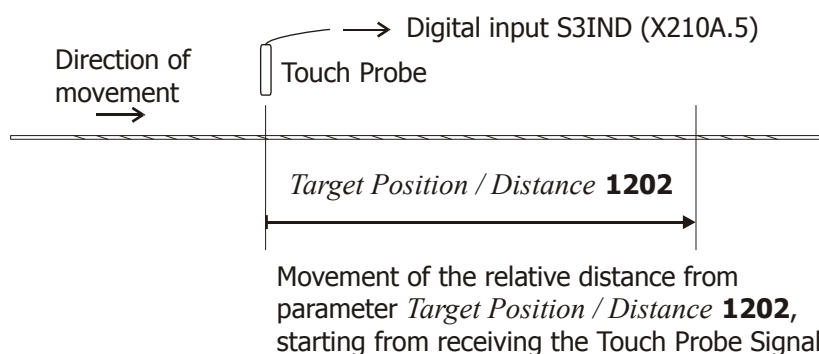 Digital input S3IND (X210A.5)
Direction of
movement
Touch Probe
Target Position / Distance 1202
Movement of the relative distance from
parameter Target Position / Distance 1202,
starting from receiving the Touch Probe Signal